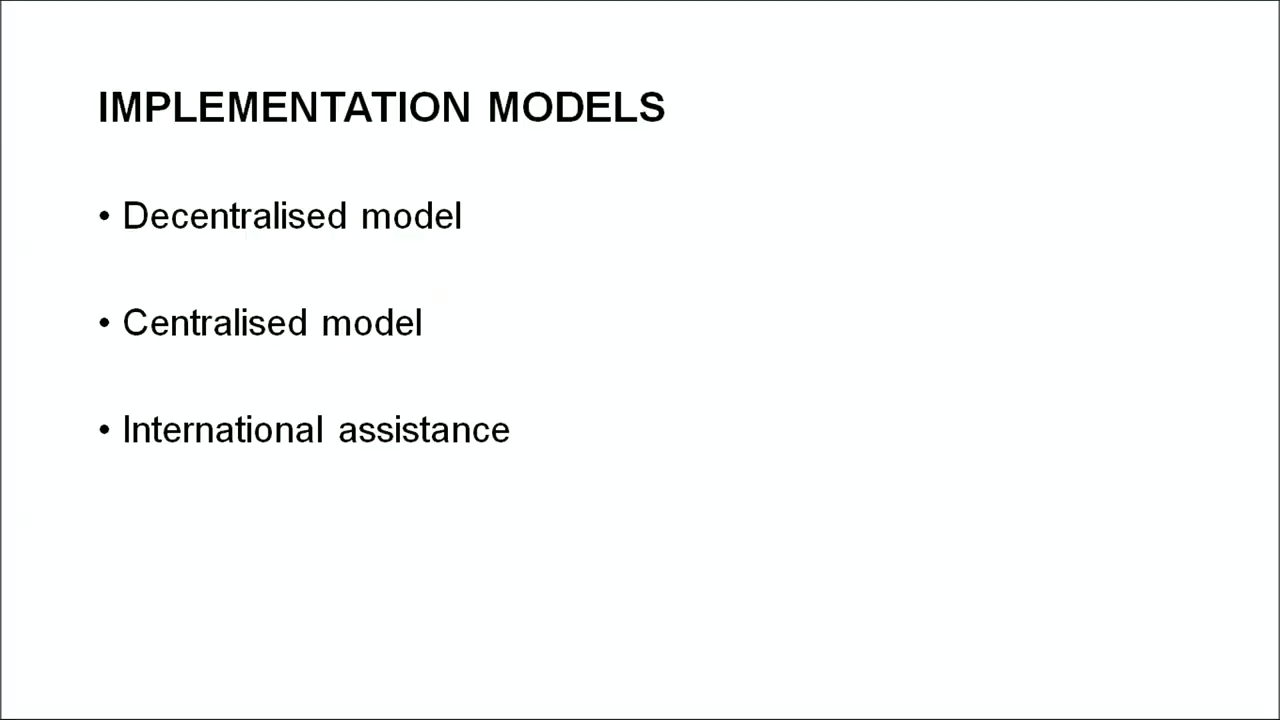 IMPLEMENTATION MODELS
• Decentralised model
• Centralised model
• International assistance